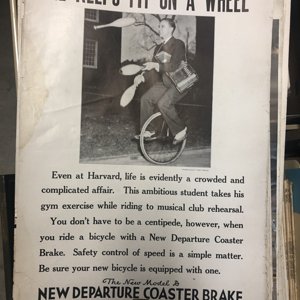 KEEPS FIT ON A WHEEL
Even at Harvard, life is evidently a crowded and
complicated affair. This ambitious student takes his
gym exercise while riding to musical club rehearsal.
You don't have to be a centipede, however, when
you ride a bicycle with a New Departure Coaster
Brake. Safety control of speed is a simple matter.
Be sure your new bicycle is equipped with one.
The New Model D
NEW DEPARTURE COASTER BRAKE